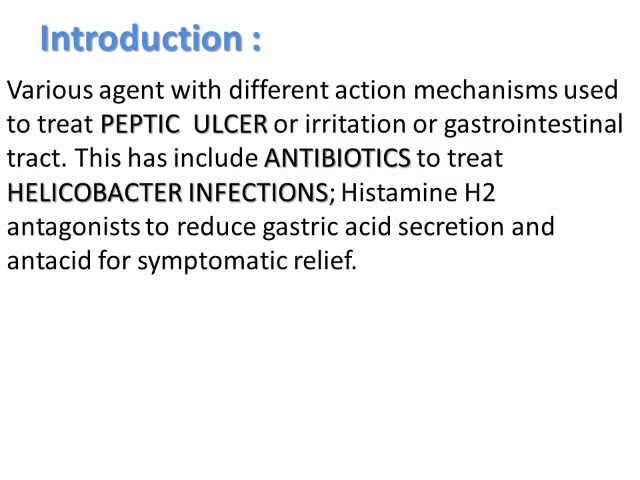 Introduction :
Various agent with different action mechanisms used
to treat PEPTIC  ULCER or irritation or gastrointestinal
tract. This has include ANTIBIOTICS to treat
HELICOBACTER INFECTIONS; Histamine H2
antagonists to reduce gastric acid secretion and
antacid for symptomatic relief.